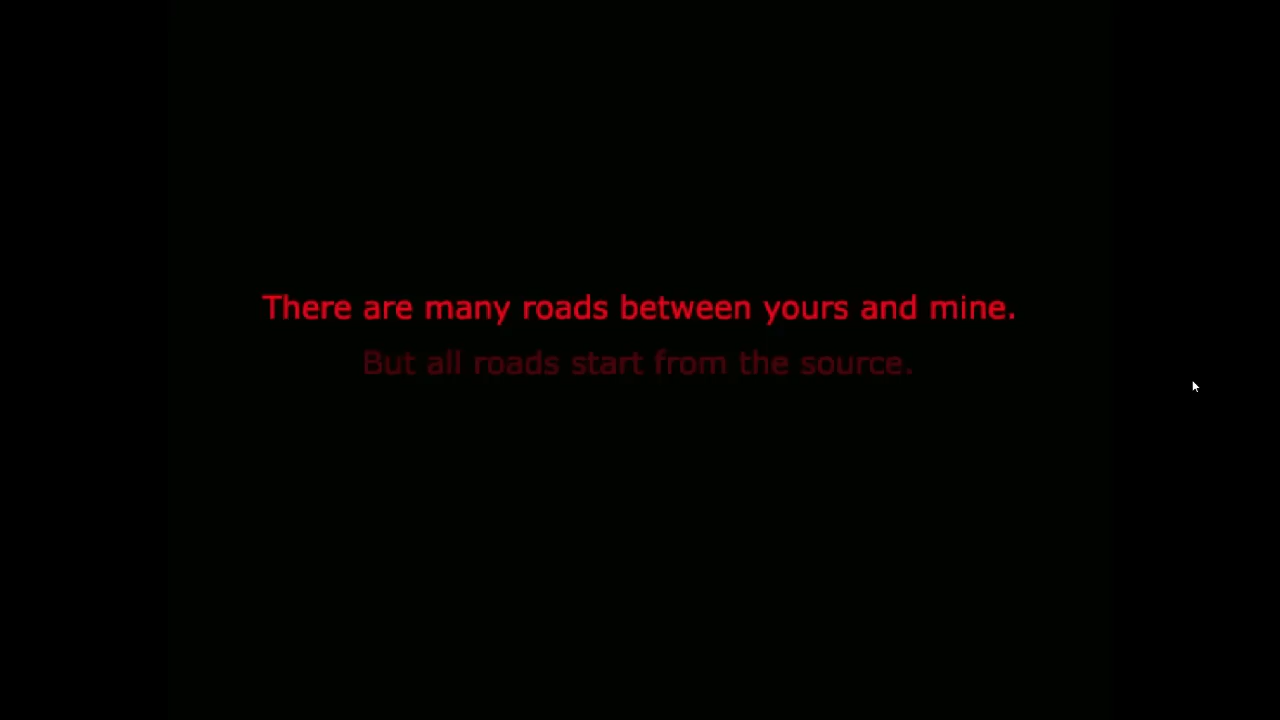 There are many roads between yours and mine.
But all roads start from the source.